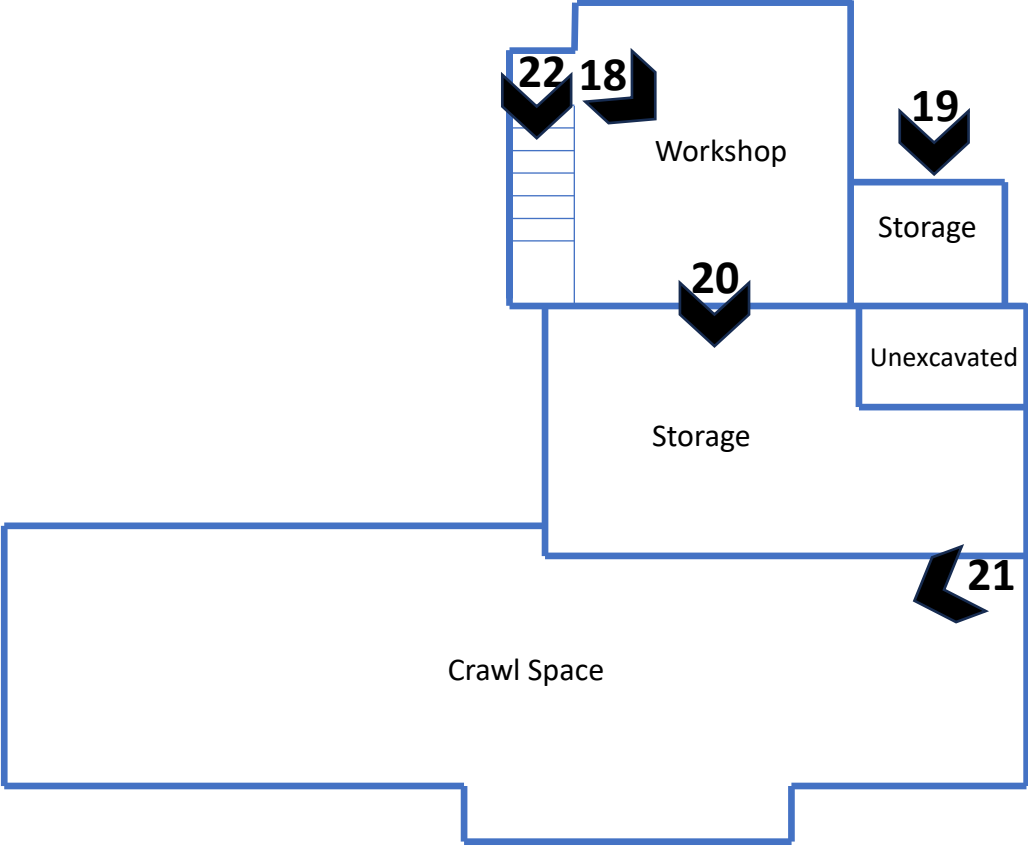 22
18
19
Workshop
Storage
20
Unexcavated
Storage
21
Crawl Space